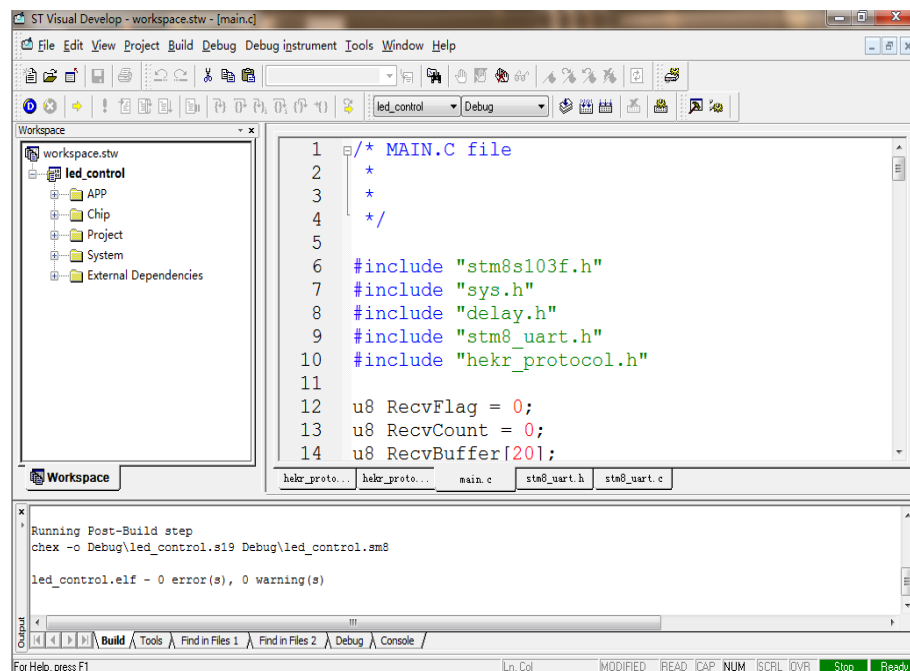 ST Visual Develop - workspace.stw - [main.c]
File Edit View Project Build Debug Debug instrument Tools Window Help
led_control Debug
Workspace
workspace.stw
led_control
APP
Chip
Project
System
External Dependencies
Workspace
1 /* MAIN.C file
2 *
3 *
4 */
5
6 #include "stm8s103f.h"
7 #include "sys.h"
8 #include "delay.h"
9 #include "stm8_uart.h"
10 #include "hekr_protocol.h"
11
12 u8 RecvFlag = 0;
13 u8 RecvCount = 0;
14 u8 RecvBuffer[20];
hekr_proto... hekr_proto... main.c stm8_uart.h stm8_uart.c
Running Post-Build step
chex -o Debug\led_control.s19 Debug\led_control.sm8
led_control.elf - 0 error(s), 0 warning(s)
Output
Build Tools Find in Files 1 Find in Files 2 Debug Console
For Help, press F1 Ln, Col MODIFIED READ CAP NUM SCRL OVR Stop Ready